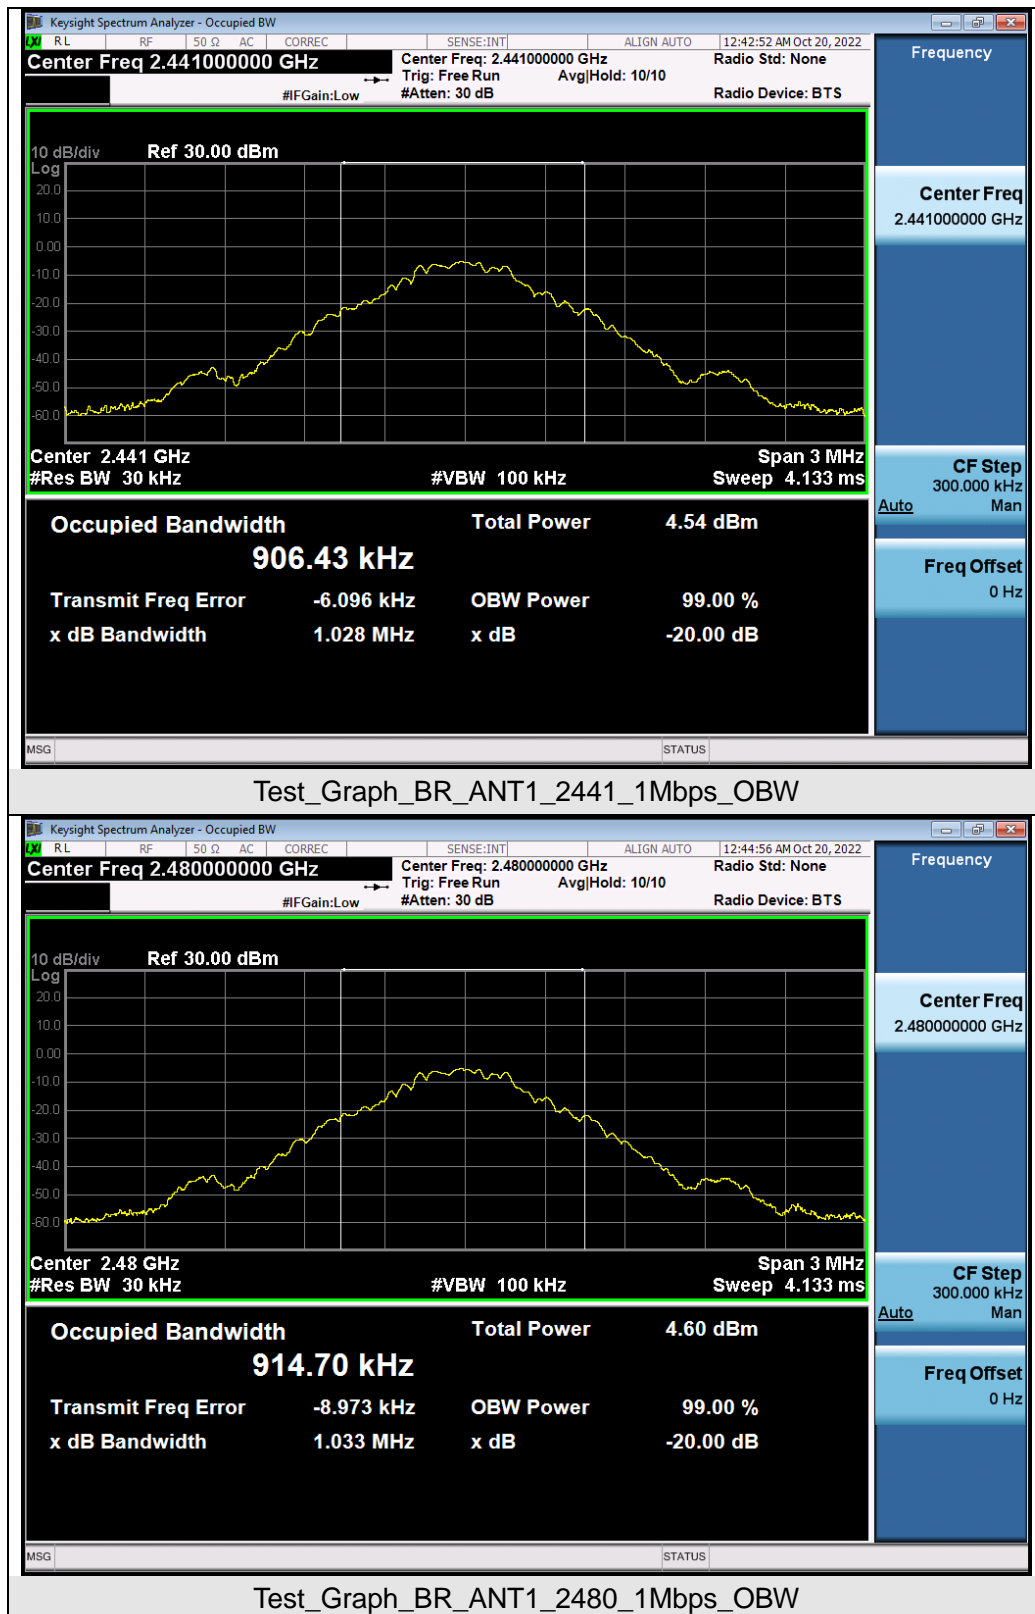 Keysight Spectrum Analyzer - Occupied BW
LXI RL RF 50 Ω AC CORREC SENSE:INT ALIGN AUTO 12:42:52 AM Oct 20, 2022
Center Freq 2.441000000 GHz Center Freq: 2.441000000 GHz Radio Std: None Frequency
Trig: Free Run Avg|Hold: 10/10
#IFGain:Low #Atten: 30 dB Radio Device: BTS
10 dB/div Ref 30.00 dBm
Log
20.0
10.0
0.00
-10.0
-20.0
-30.0
-40.0
-50.0
-60.0
Center Freq
2.441000000 GHz
Center 2.441 GHz Span 3 MHz
#Res BW 30 kHz #VBW 100 kHz Sweep 4.133 ms
CF Step
300.000 kHz
Auto Man
Occupied Bandwidth Total Power 4.54 dBm
906.43 kHz
Freq Offset
0 Hz
Transmit Freq Error -6.096 kHz OBW Power 99.00 %
x dB Bandwidth 1.028 MHz x dB -20.00 dB
MSG STATUS
Test_Graph_BR_ANT1_2441_1Mbps_OBW
Keysight Spectrum Analyzer - Occupied BW
LXI RL RF 50 Ω AC CORREC SENSE:INT ALIGN AUTO 12:44:56 AM Oct 20, 2022
Center Freq 2.480000000 GHz Center Freq: 2.480000000 GHz Radio Std: None Frequency
Trig: Free Run Avg|Hold: 10/10
#IFGain:Low #Atten: 30 dB Radio Device: BTS
10 dB/div Ref 30.00 dBm
Log
20.0
10.0
0.00
-10.0
-20.0
-30.0
-40.0
-50.0
-60.0
Center Freq
2.480000000 GHz
Center 2.48 GHz Span 3 MHz
#Res BW 30 kHz #VBW 100 kHz Sweep 4.133 ms
CF Step
300.000 kHz
Auto Man
Occupied Bandwidth Total Power 4.60 dBm
914.70 kHz
Freq Offset
0 Hz
Transmit Freq Error -8.973 kHz OBW Power 99.00 %
x dB Bandwidth 1.033 MHz x dB -20.00 dB
MSG STATUS
Test_Graph_BR_ANT1_2480_1Mbps_OBW